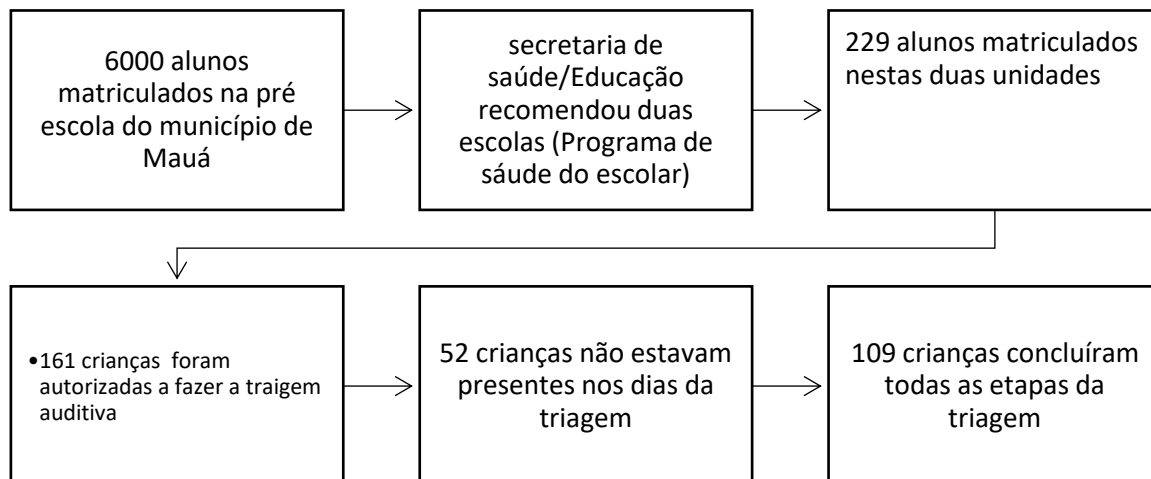 6000 alunos
matriculados na pré
escola do município de
Mauá
secretaria de
saúde/Educação
recomendou duas
escolas (Programa de
sáude do escolar)
229 alunos matriculados
nestas duas unidades
•161 crianças foram
autorizadas a fazer a traigem
auditiva
52 crianças não estavam
presentes nos dias da
triagem
109 crianças concluíram
todas as etapas da
triagem